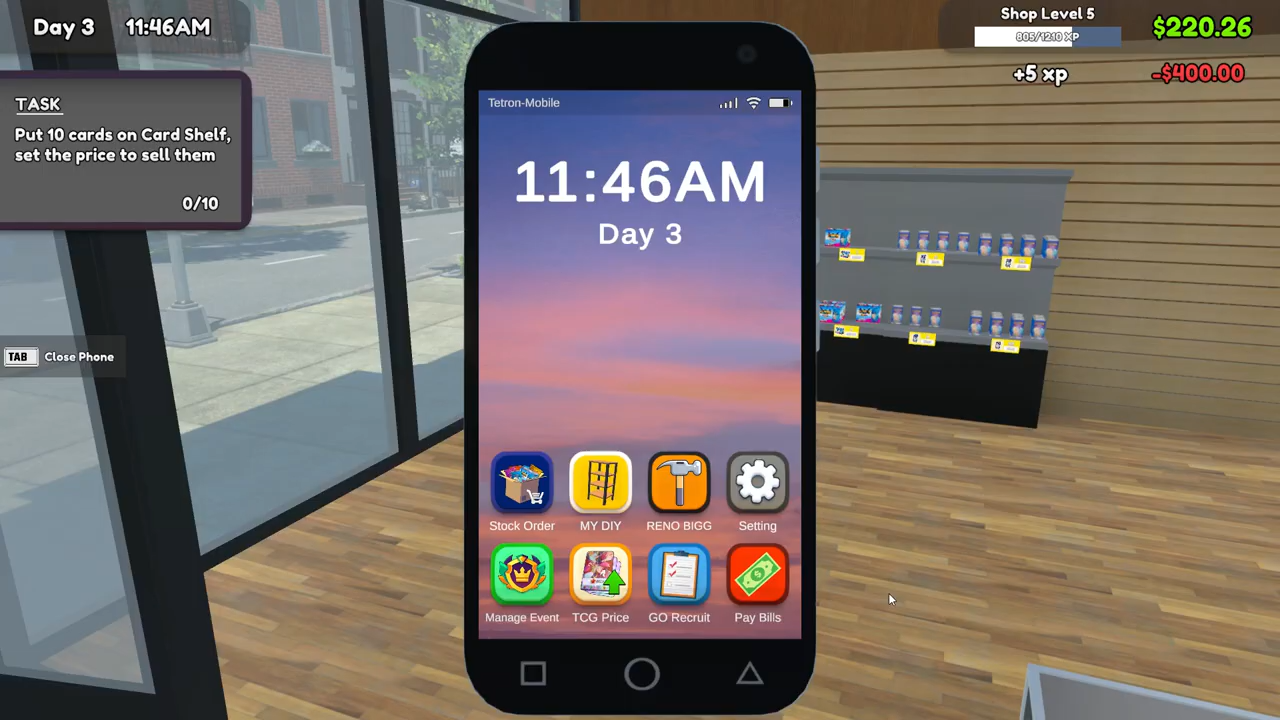 Day 3 11:46AM
Shop Level 5
805/1210 XP
$220.26
+5 xp
-$400.00
TASK
Put 10 cards on Card Shelf,
set the price to sell them
0/10
TAB Close Phone
Tetron-Mobile
11:46AM
Day 3
Stock Order MY DIY RENO BIGG Setting
Manage Event TCG Price GO Recruit Pay Bills